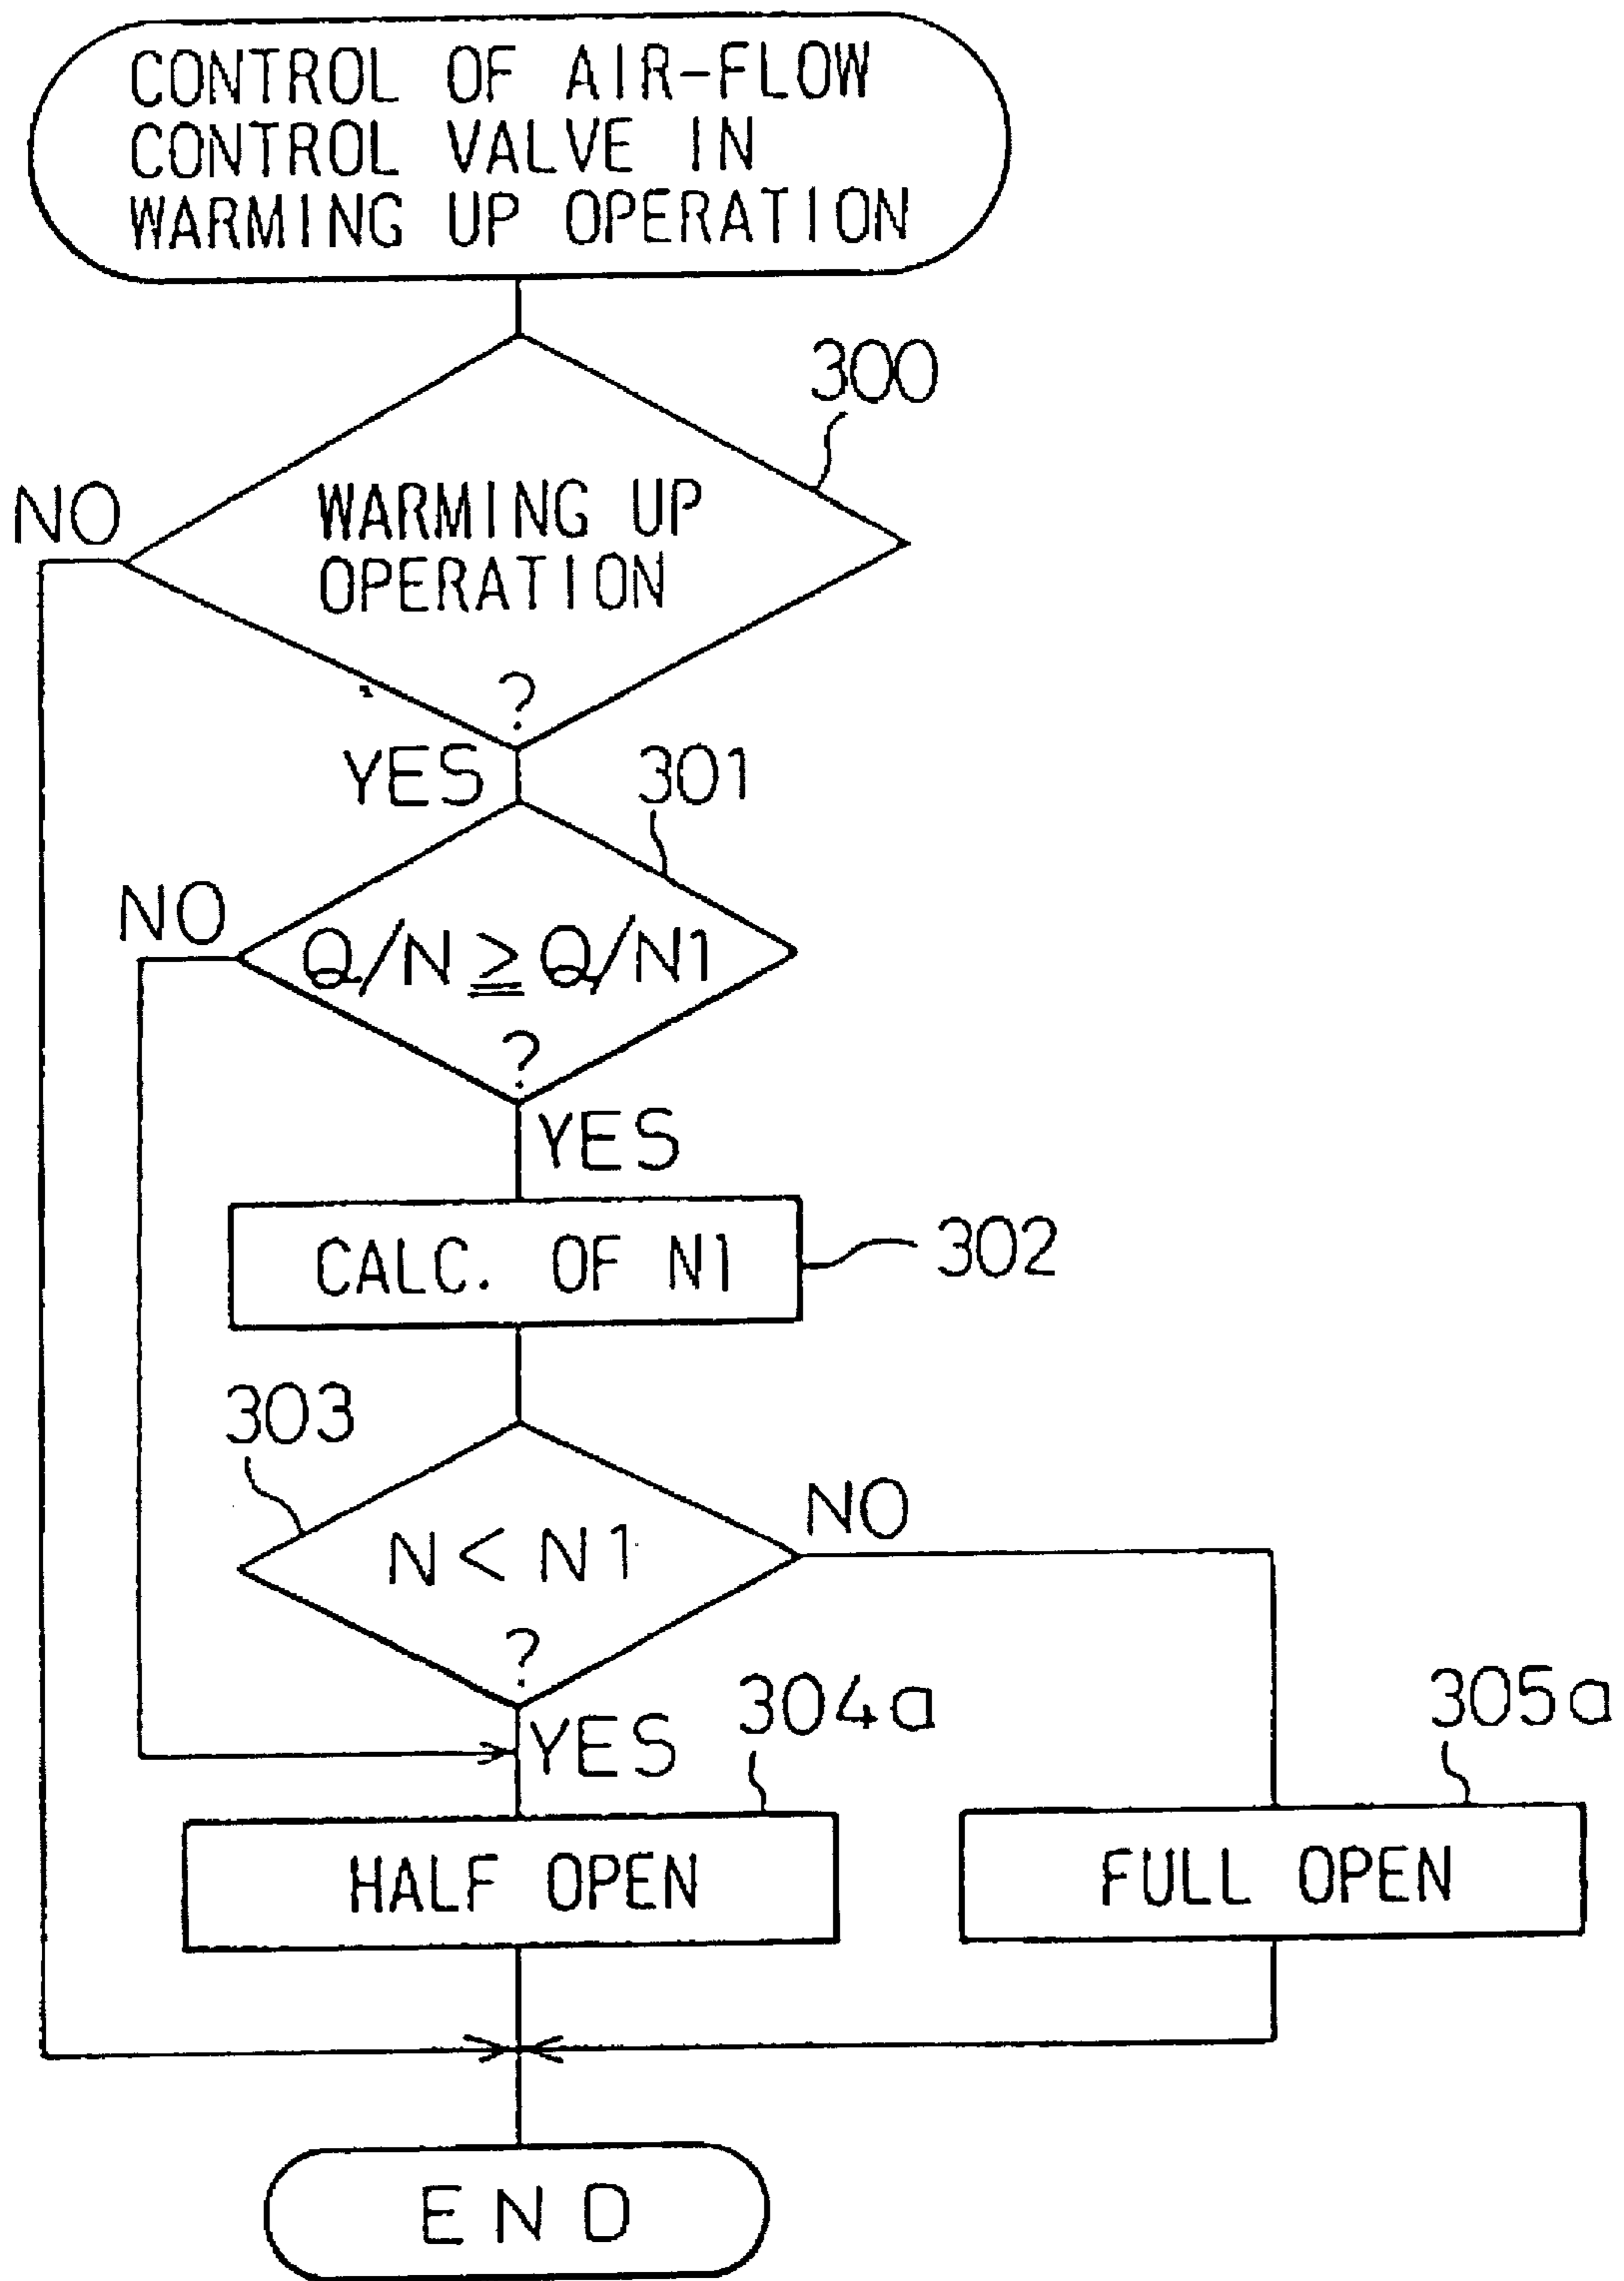 CONTROL OF AIR-FLOW
CONTROL VALVE IN
WARMING UP OPERATION
300
NO
WARMING UP
OPERATION
?
YES
301
NO
Q/N ≧ Q/N1
?
YES
CALC. OF N1
302
303
N < N1
NO
?
YES
304a
305a
HALF OPEN
FULL OPEN
END